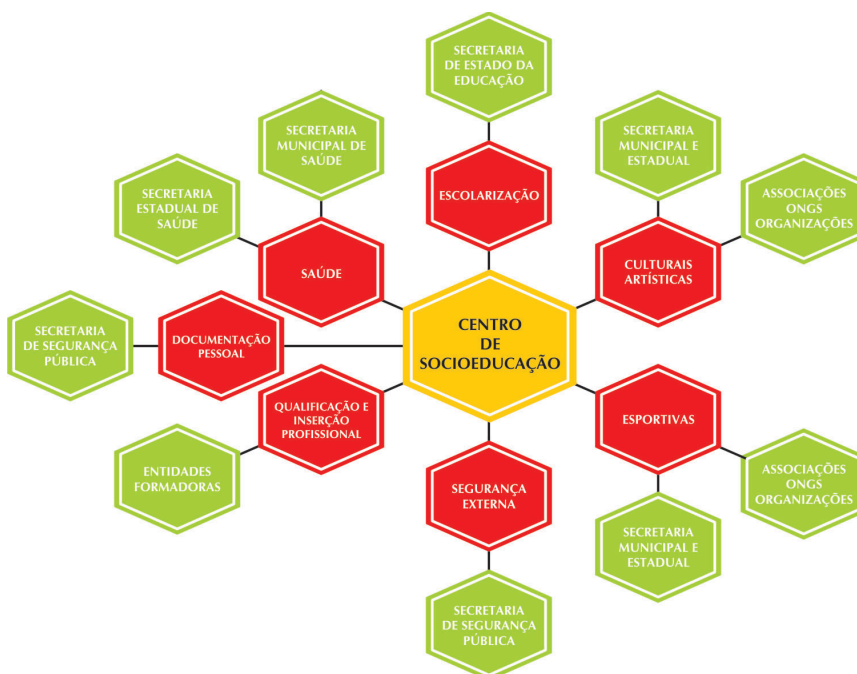 SECRETARIA
DE ESTADO DA
EDUCAÇÃO
SECRETARIA
MUNICIPAL DE
SAÚDE
SECRETARIA
MUNICIPAL E
ESTADUAL
SECRETARIA
ESTADUAL DE
SAÚDE
ESCOLARIZAÇÃO
ASSOCIAÇÕES
ONGS
ORGANIZAÇÕES
SAÚDE
CULTURAIS
ARTÍSTICAS
SECRETARIA
DE SEGURANÇA
PÚBLICA
DOCUMENTAÇÃO
PESSOAL
CENTRO
DE
SOCIOEDUCAÇÃO
QUALIFICAÇÃO E
INSERÇÃO
PROFISSIONAL
ESPORTIVAS
ENTIDADES
FORMADORAS
SEGURANÇA
EXTERNA
ASSOCIAÇÕES
ONGS
ORGANIZAÇÕES
SECRETARIA
MUNICIPAL E
ESTADUAL
SECRETARIA
DE SEGURANÇA
PÚBLICA